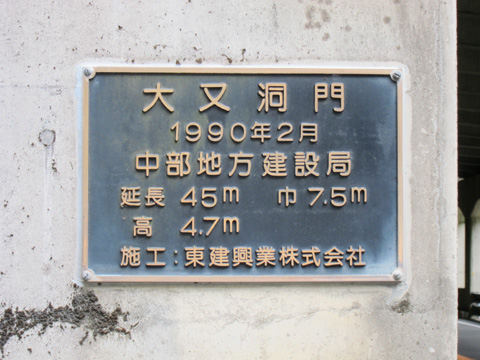 大又洞門
1990年2月
中部地方建設局
延長 45m 巾 7.5m
高 4.7m
施工:東建興業株式会社